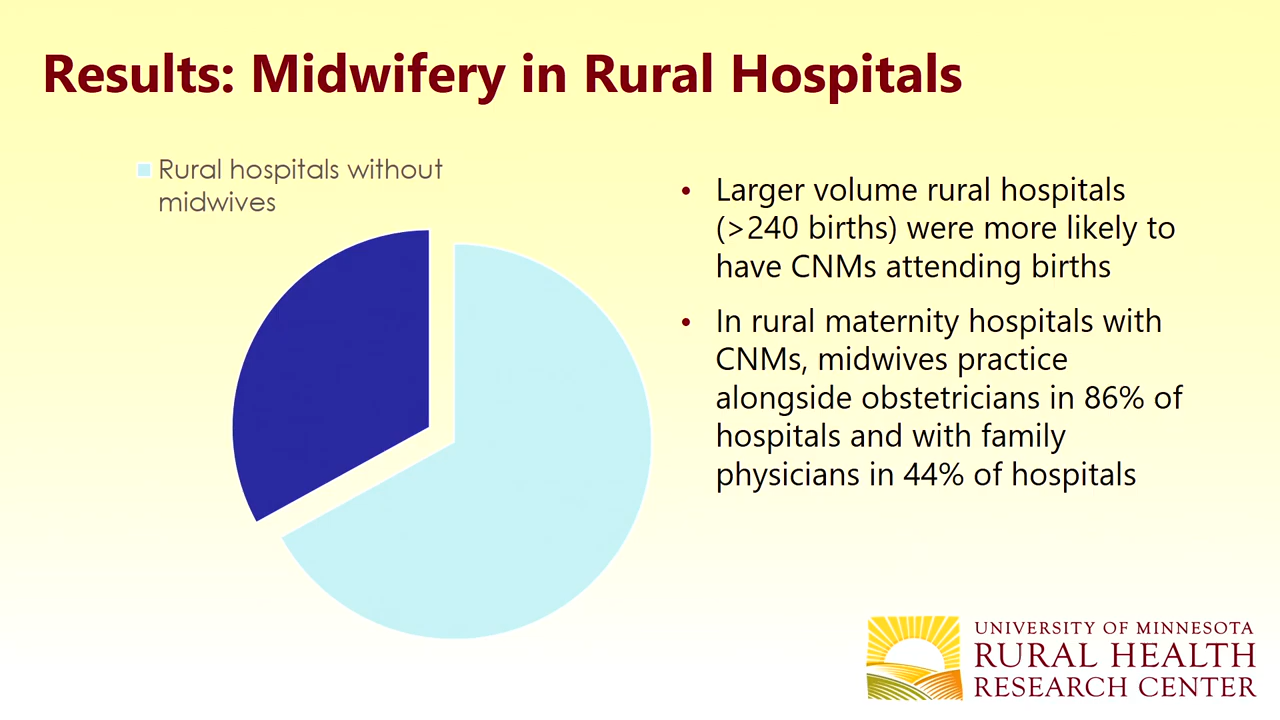 Results: Midwifery in Rural Hospitals
Rural hospitals without
midwives
• Larger volume rural hospitals
(>240 births) were more likely to
have CNMs attending births
• In rural maternity hospitals with
CNMs, midwives practice
alongside obstetricians in 86% of
hospitals and with family
physicians in 44% of hospitals
UNIVERSITY OF MINNESOTA
RURAL HEALTH
RESEARCH CENTER